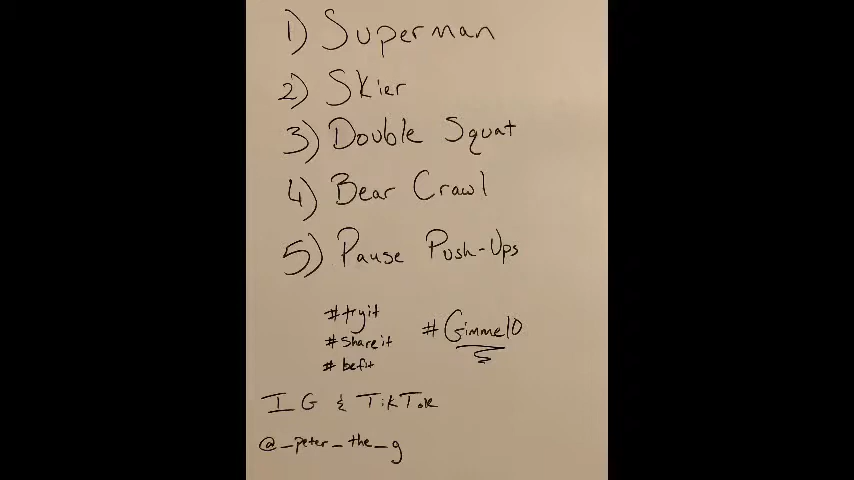 1) Superman
2) Skier
3) Double Squat
4) Bear Crawl
5) Pause Push-Ups
#tryit
#Gimme10
#shareit
#befit
IG & TikTok
@_peter_the_g